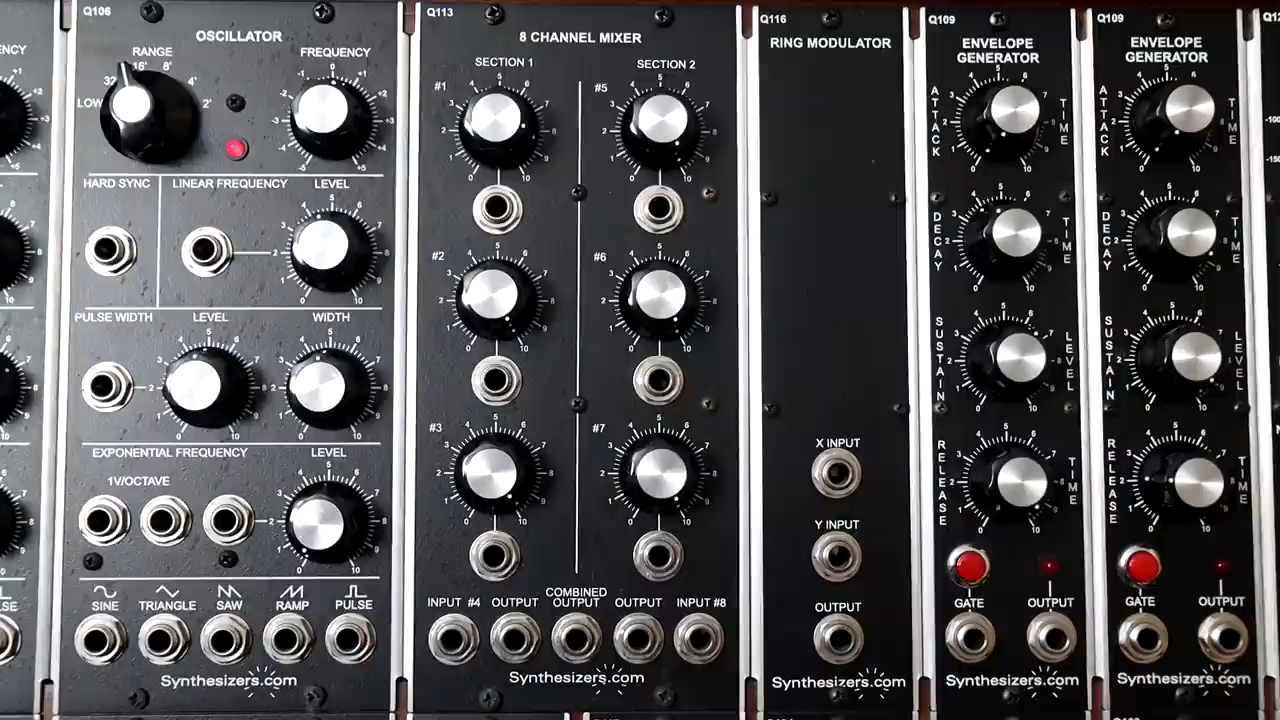 Q106
OSCILLATOR
RANGE
FREQUENCY
LOW 32' 16' 8' 4' 2'
HARD SYNC
LINEAR FREQUENCY
LEVEL
PULSE WIDTH
LEVEL
WIDTH
EXPONENTIAL FREQUENCY
LEVEL
1V/OCTAVE
SINE
TRIANGLE
SAW
RAMP
PULSE
Synthesizers.com
Q113
8 CHANNEL MIXER
SECTION 1
SECTION 2
#1
#5
#2
#6
#3
#7
INPUT #4
OUTPUT
COMBINED
OUTPUT
OUTPUT
INPUT #8
Synthesizers.com
Q116
RING MODULATOR
X INPUT
Y INPUT
OUTPUT
Synthesizers.com
Q109
ENVELOPE
GENERATOR
ATTACK
TIME
DECAY
TIME
SUSTAIN
LEVEL
RELEASE
TIME
GATE
OUTPUT
Synthesizers.com
Q109
ENVELOPE
GENERATOR
ATTACK
TIME
DECAY
TIME
SUSTAIN
LEVEL
RELEASE
TIME
GATE
OUTPUT
Synthesizers.com